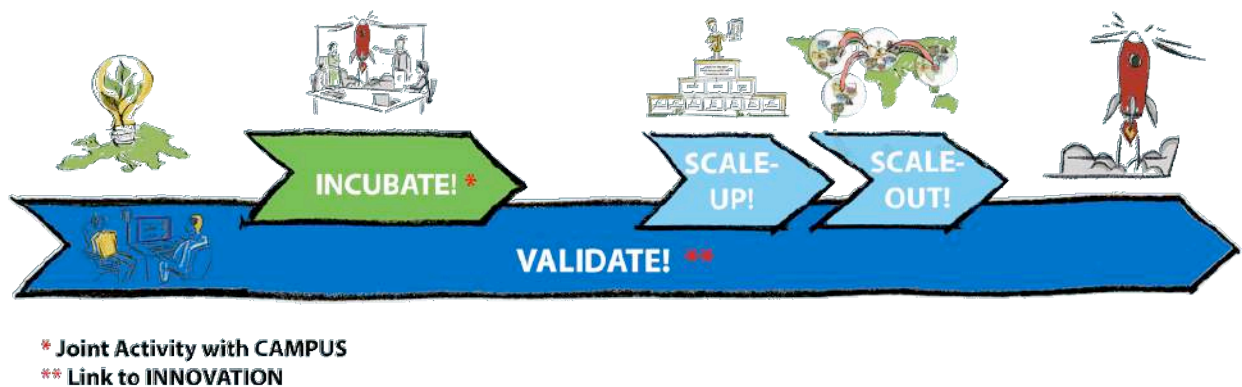 INCUBATE! *
SCALE-
UP!
SCALE-
OUT!
VALIDATE! **
* Joint Activity with CAMPUS
** Link to INNOVATION